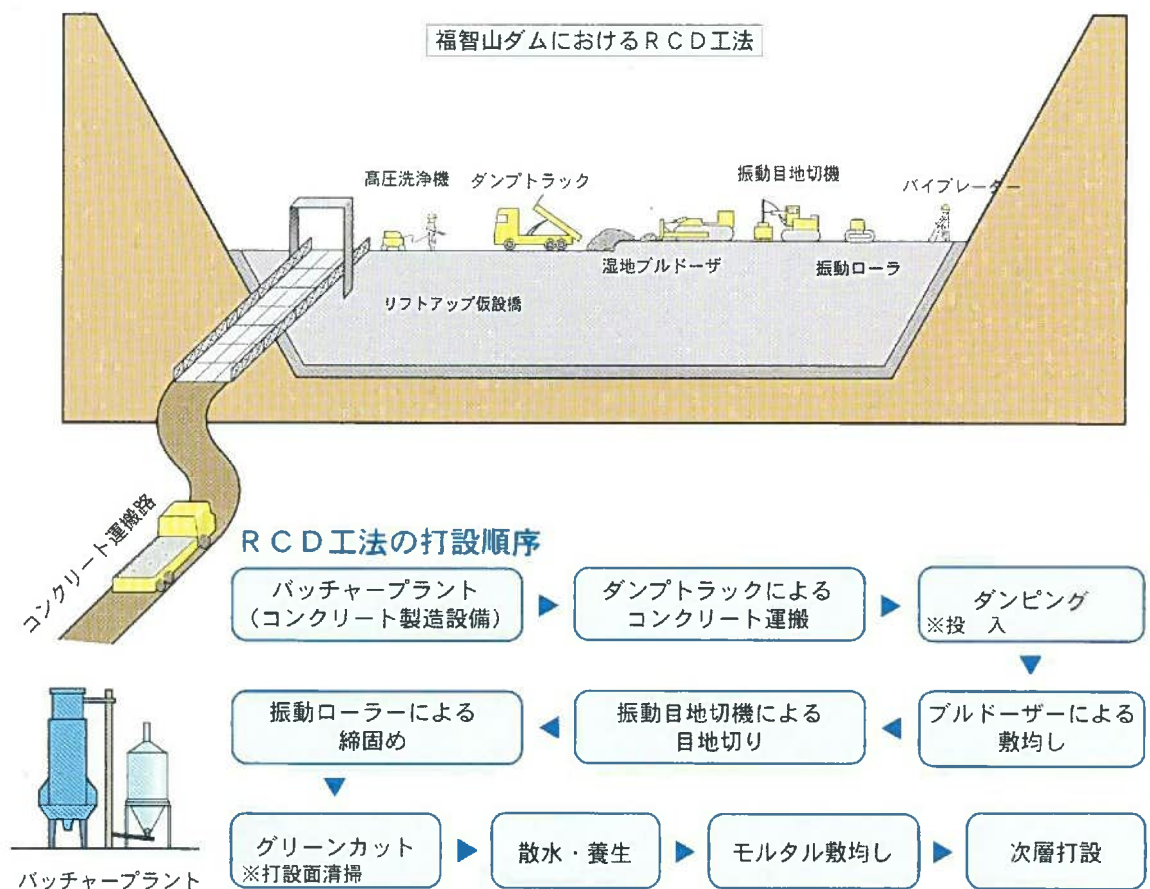 福智山ダムにおけるRCD工法
高圧洗浄機
ダンプトラック
振動目地切機
バイブレーター
湿地ブルドーザ
振動ローラ
リフトアップ仮設橋
コンクリート運搬路
RCD工法の打設順序
バッチャープラント
(コンクリート製造設備)
ダンプトラックによる
コンクリート運搬
ダンピング
※投 入
振動ローラーによる
締固め
振動目地切機による
目地切り
ブルドーザーによる
敷均し
グリーンカット
※打設面清掃
散水・養生
モルタル敷均し
次層打設
バッチャープラント